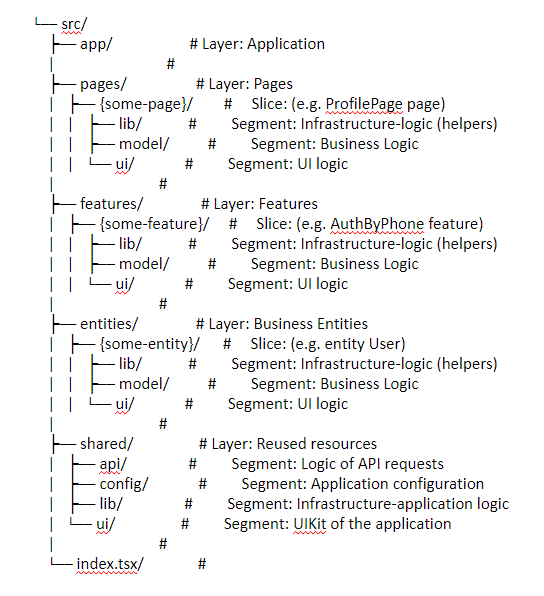 └── src/
├── app/ # Layer: Application
| #
├── pages/ # Layer: Pages
| ├── {some-page}/ # Slice: (e.g. ProfilePage page)
| | ├── lib/ # Segment: Infrastructure-logic (helpers)
| | ├── model/ # Segment: Business Logic
| | └── ui/ # Segment: UI logic
| #
├── features/ # Layer: Features
| ├── {some-feature}/ # Slice: (e.g. AuthByPhone feature)
| | ├── lib/ # Segment: Infrastructure-logic (helpers)
| | ├── model/ # Segment: Business Logic
| | └── ui/ # Segment: UI logic
| #
├── entities/ # Layer: Business Entities
| ├── {some-entity}/ # Slice: (e.g. entity User)
| | ├── lib/ # Segment: Infrastructure-logic (helpers)
| | ├── model/ # Segment: Business Logic
| | └── ui/ # Segment: UI logic
| #
├── shared/ # Layer: Reused resources
| ├── api/ # Segment: Logic of API requests
| ├── config/ # Segment: Application configuration
| ├── lib/ # Segment: Infrastructure-application logic
| └── ui/ # Segment: UIKit of the application
| #
└── index.tsx/ #